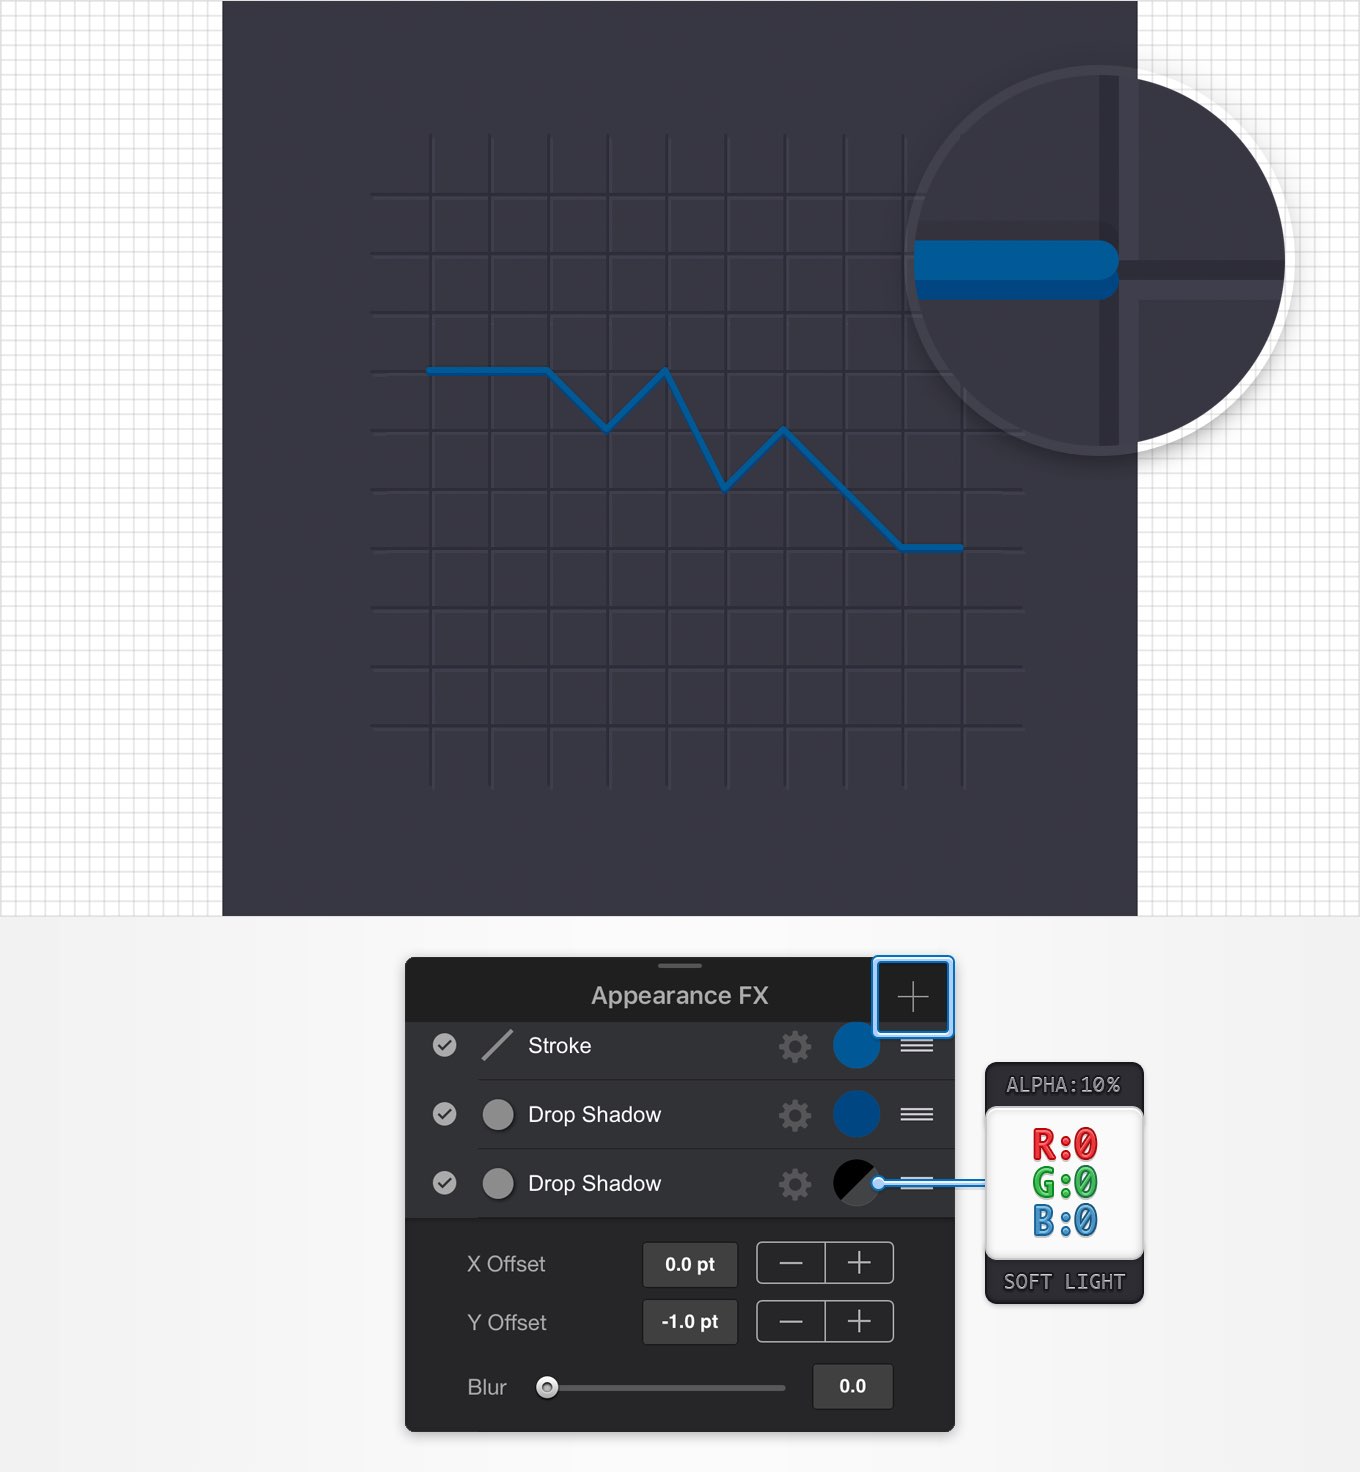 Appearance FX
Stroke
Drop Shadow
Drop Shadow
X Offset 0.0 pt
Y Offset -1.0 pt
Blur 0.0
ALPHA:10%
R:0
G:0
B:0
SOFT LIGHT